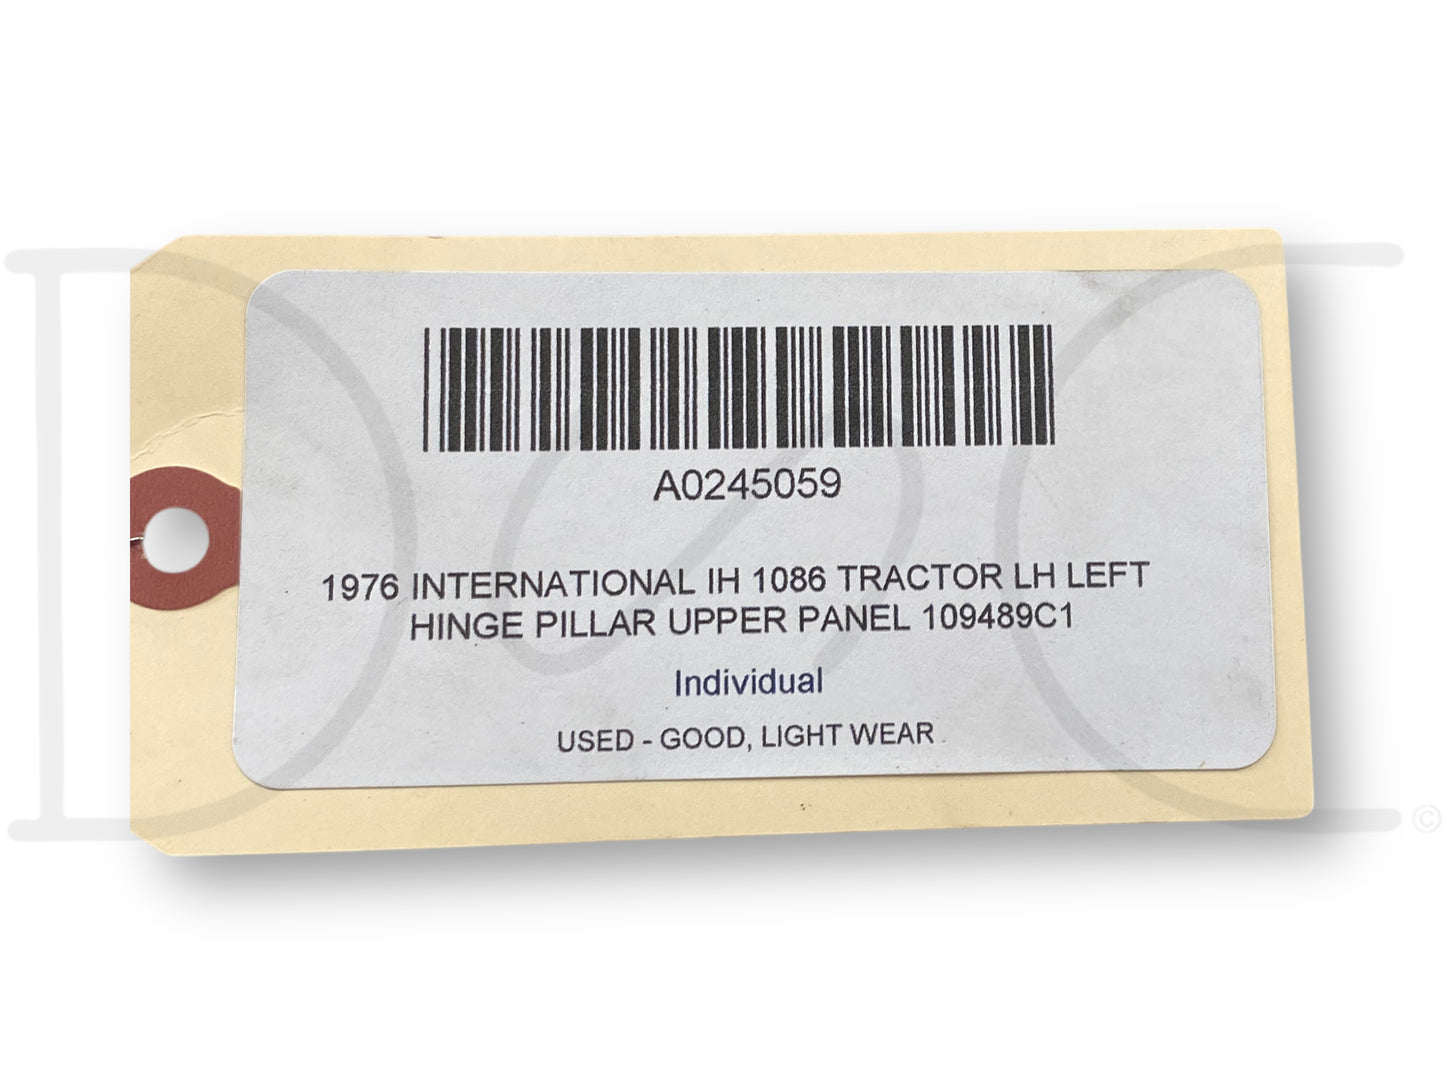 A0245059
1976 INTERNATIONAL IH 1086 TRACTOR LH LEFT
HINGE PILLAR UPPER PANEL 109489C1
Individual
USED - GOOD, LIGHT WEAR
©